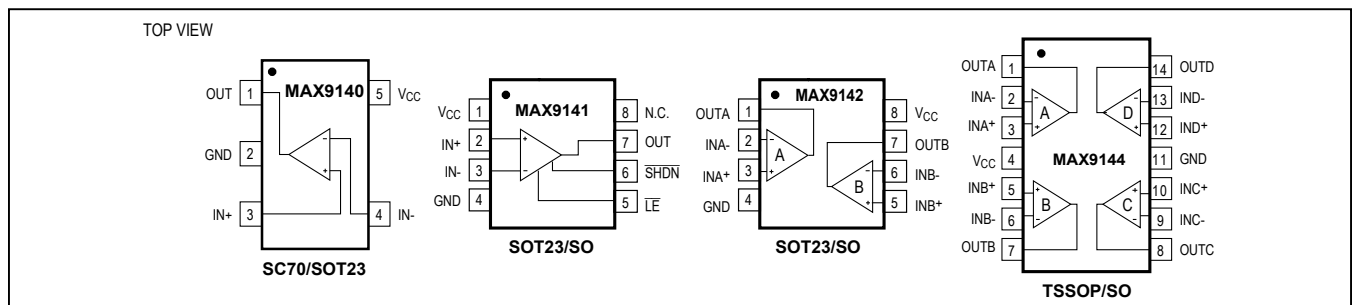 TOP VIEW
MAX9140
OUT 1
5 VCC
GND 2
IN+ 3
4 IN-
- +
SC70/SOT23
MAX9141
VCC 1
8 N.C.
IN+ 2
7 OUT
IN- 3
6 SHDN
GND 4
5 LE
+ -
SOT23/SO
MAX9142
OUTA 1
8 VCC
INA- 2
7 OUTB
INA+ 3
6 INB-
GND 4
5 INB+
- A +
- B +
SOT23/SO
OUTA 1
14 OUTD
INA- 2
13 IND-
INA+ 3
12 IND+
VCC 4
MAX9144
11 GND
INB+ 5
10 INC+
INB- 6
9 INC-
OUTB 7
8 OUTC
- A +
- D +
+ B -
+ C -
TSSOP/SO